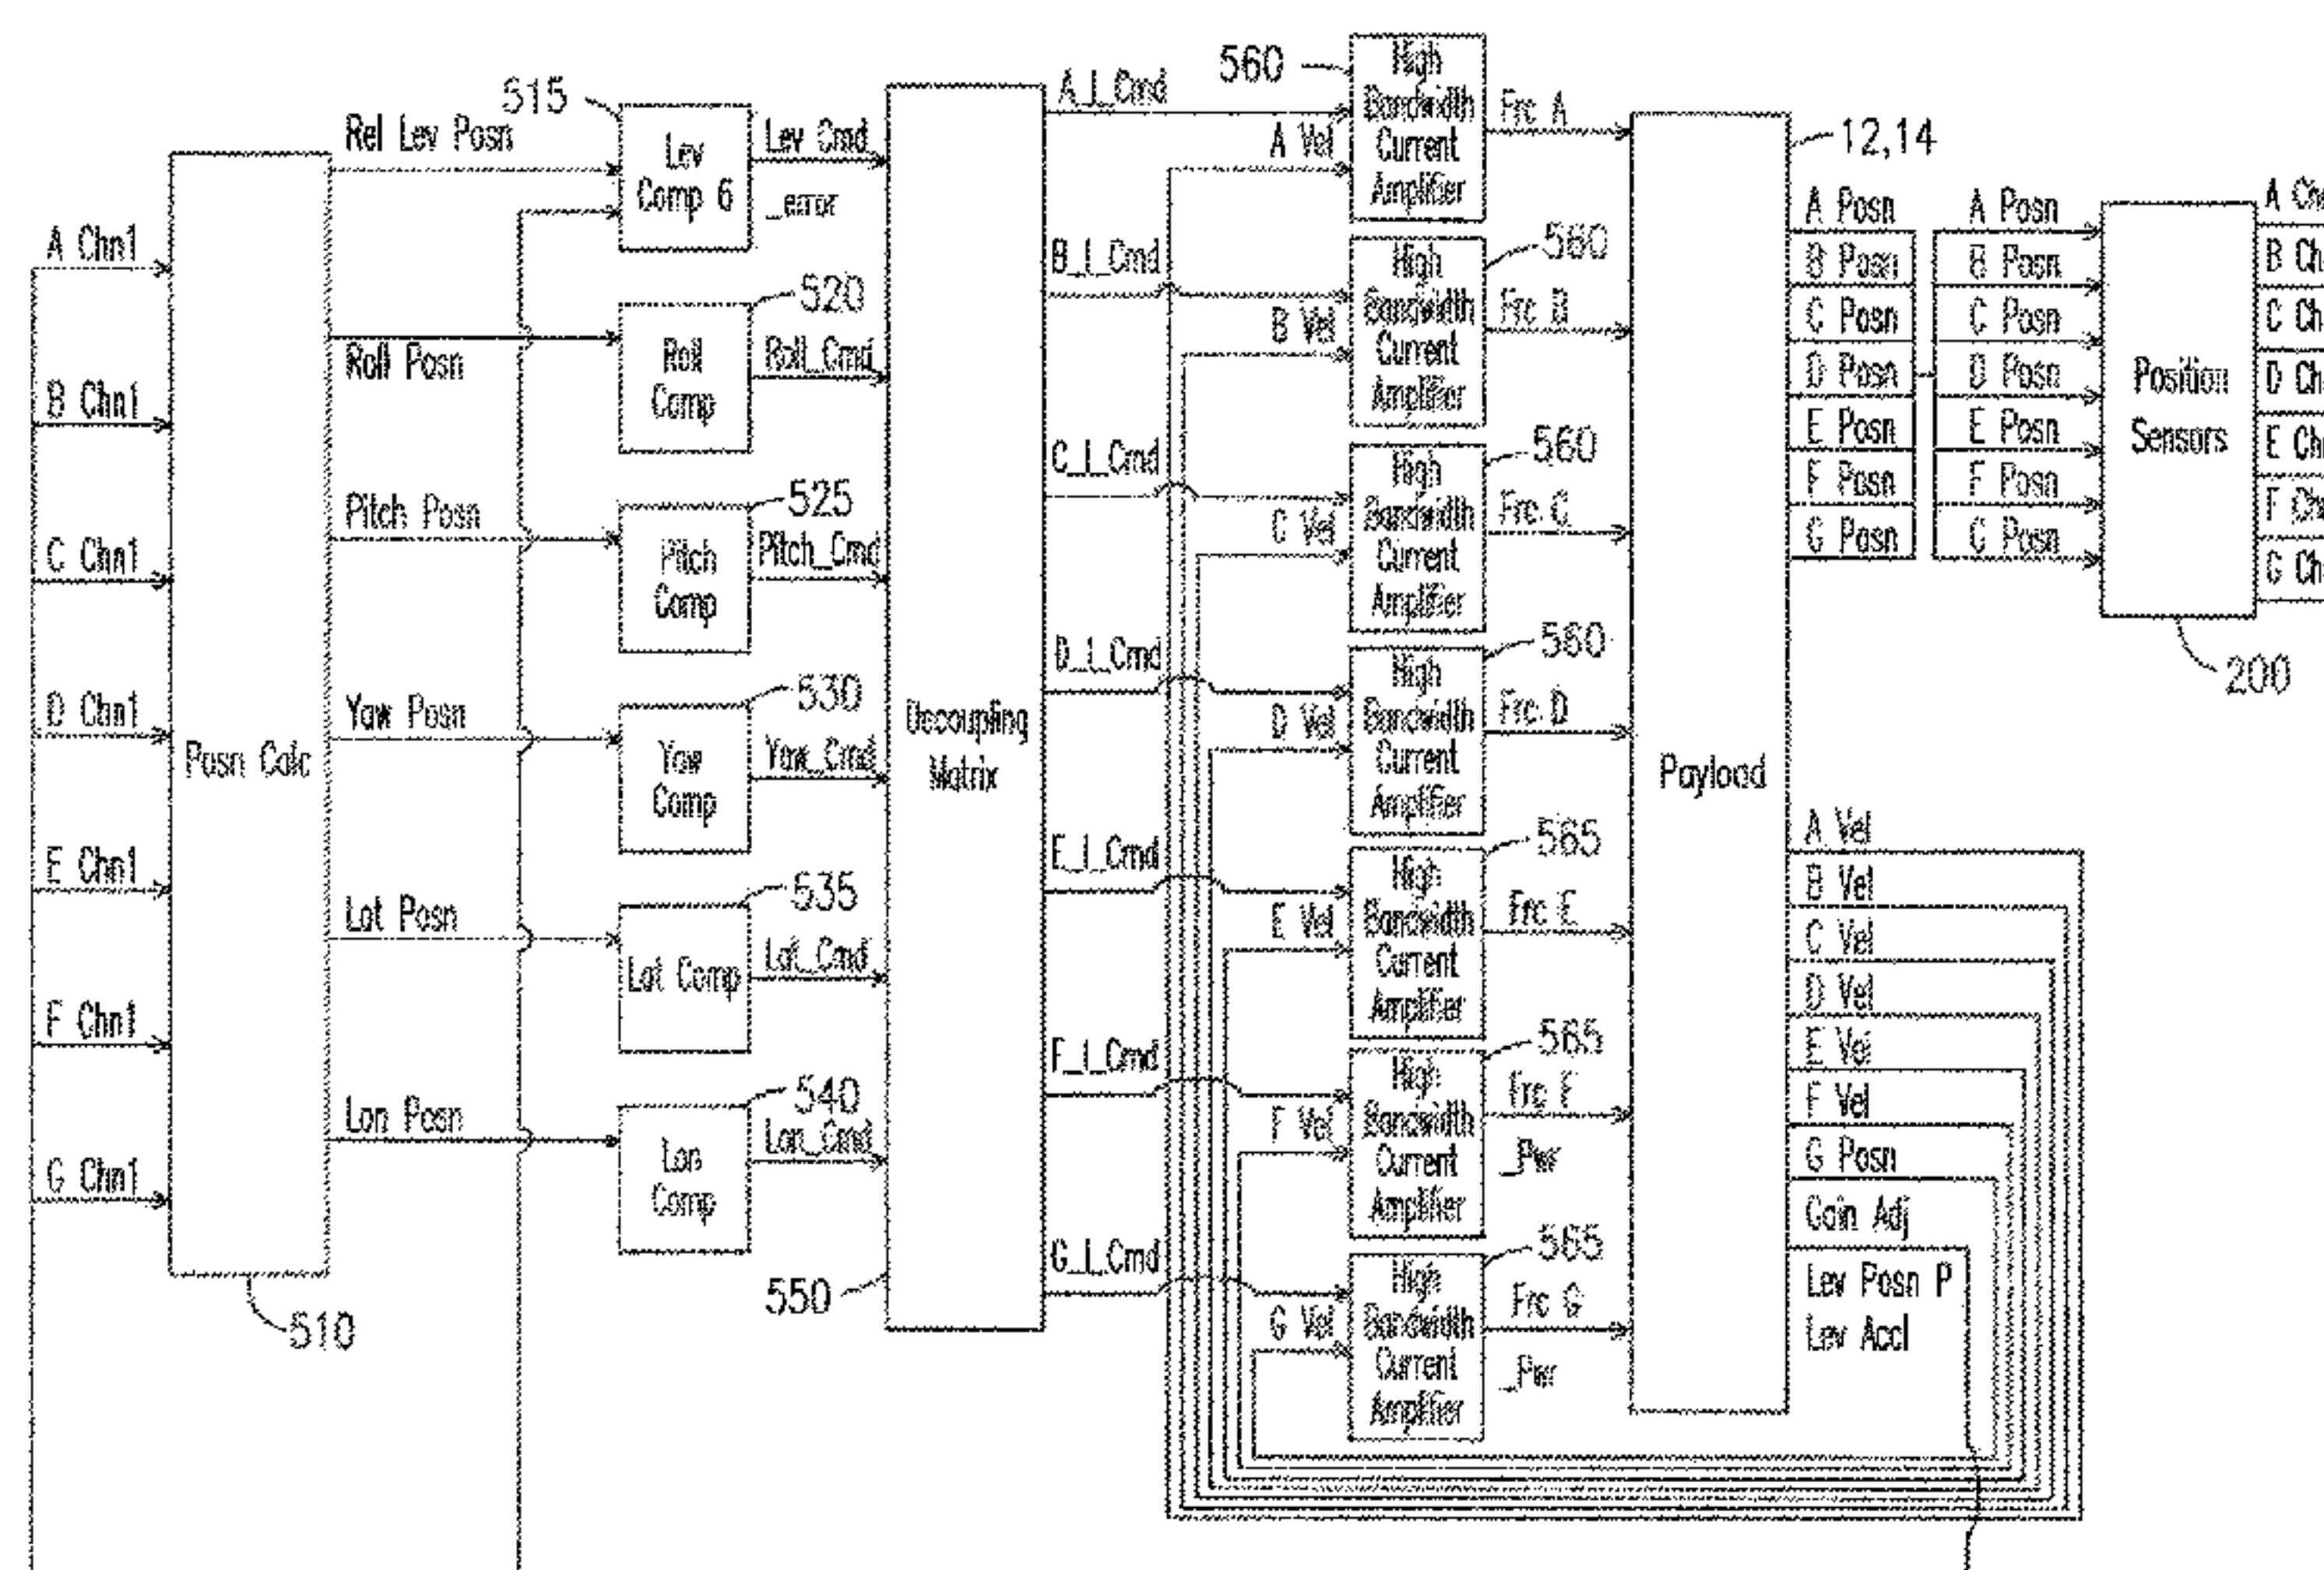 A Chn1
B Chn1
C Chn1
D Chn1
E Chn1
F Chn1
G Chn1
Posn Calc
510
Rel Lev Posn
Roll Posn
Pitch Posn
Yaw Posn
Lat Posn
Lon Posn
515
Lev
Comp 6
Lev Cmd
_error
520
Roll
Comp
Roll_Cmd
525
Pitch
Comp
Pitch_Cmd
530
Yaw
Comp
Yaw_Cmd
535
Lat Comp
Lat_Cmd
540
Lon
Comp
Lon_Cmd
Decoupling
Matrix
550
A_I_Cmd
A Vel
B_I_Cmd
B Vel
C_I_Cmd
C Vel
D_I_Cmd
D Vel
E_I_Cmd
E Vel
F_I_Cmd
F Vel
G_I_Cmd
G Vel
560
High
Bandwidth
Current
Amplifier
Frc A
560
High
Bandwidth
Current
Amplifier
Frc B
560
High
Bandwidth
Current
Amplifier
Frc C
560
High
Bandwidth
Current
Amplifier
Frc D
565
High
Bandwidth
Current
Amplifier
Frc E
565
High
Bandwidth
Current
Amplifier
Frc F
_Pwr
565
High
Bandwidth
Current
Amplifier
Frc G
_Pwr
Payload
12,14
A Posn
B Posn
C Posn
D Posn
E Posn
F Posn
G Posn
A Posn
B Posn
C Posn
D Posn
E Posn
F Posn
G Posn
Position
Sensors
200
A Ch
B Ch
C Ch
D Ch
E Ch
F Ch
G Ch
A Vel
B Vel
C Vel
D Vel
E Vel
F Vel
G Posn
Gain Adj
Lev Posn P
Lev Accl